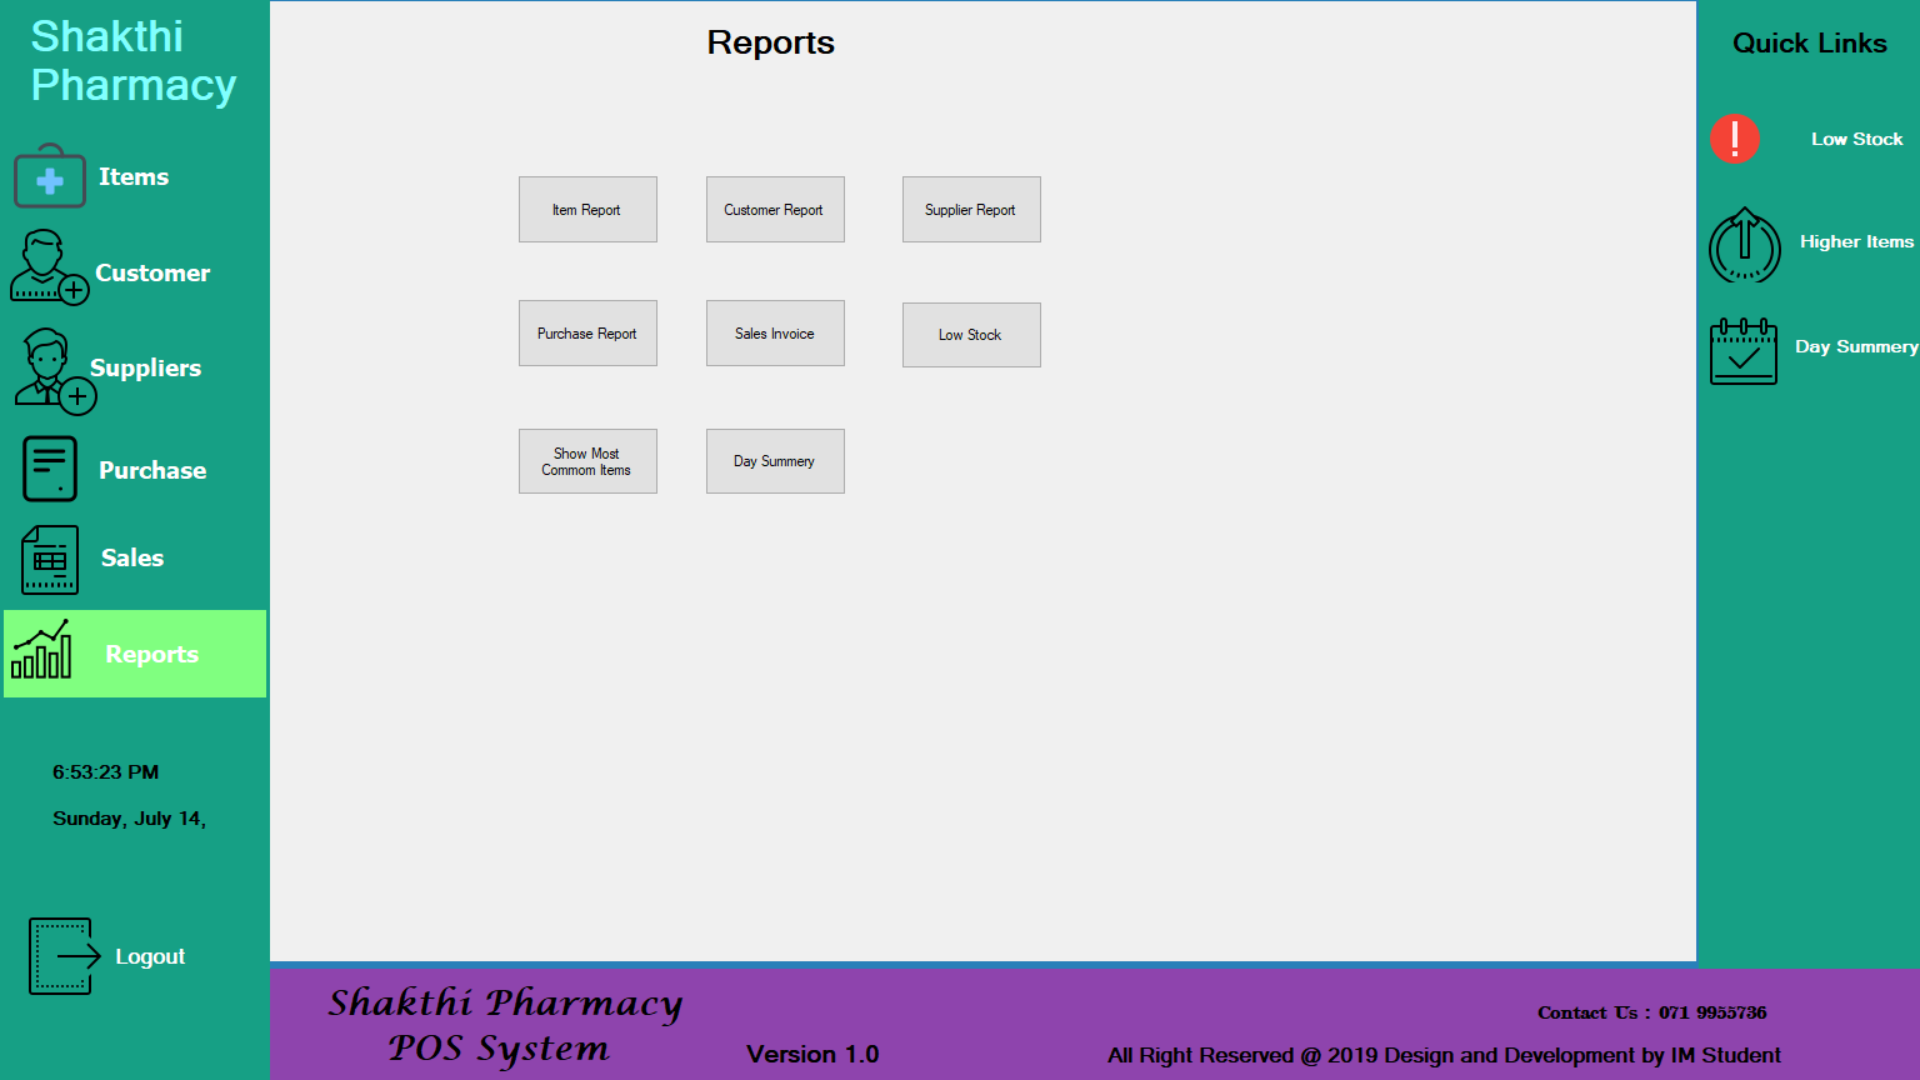 Shakthi
Pharmacy
Items
Customer
Suppliers
Purchase
Sales
Reports
6:53:23 PM
Sunday, July 14,
Logout
Reports
Item Report
Customer Report
Supplier Report
Purchase Report
Sales Invoice
Low Stock
Show Most
Commom Items
Day Summery
Quick Links
Low Stock
Higher Items
Day Summery
Shakthi Pharmacy
POS System
Version 1.0
Contact Us : 071 9955736
All Right Reserved @ 2019 Design and Development by IM Student